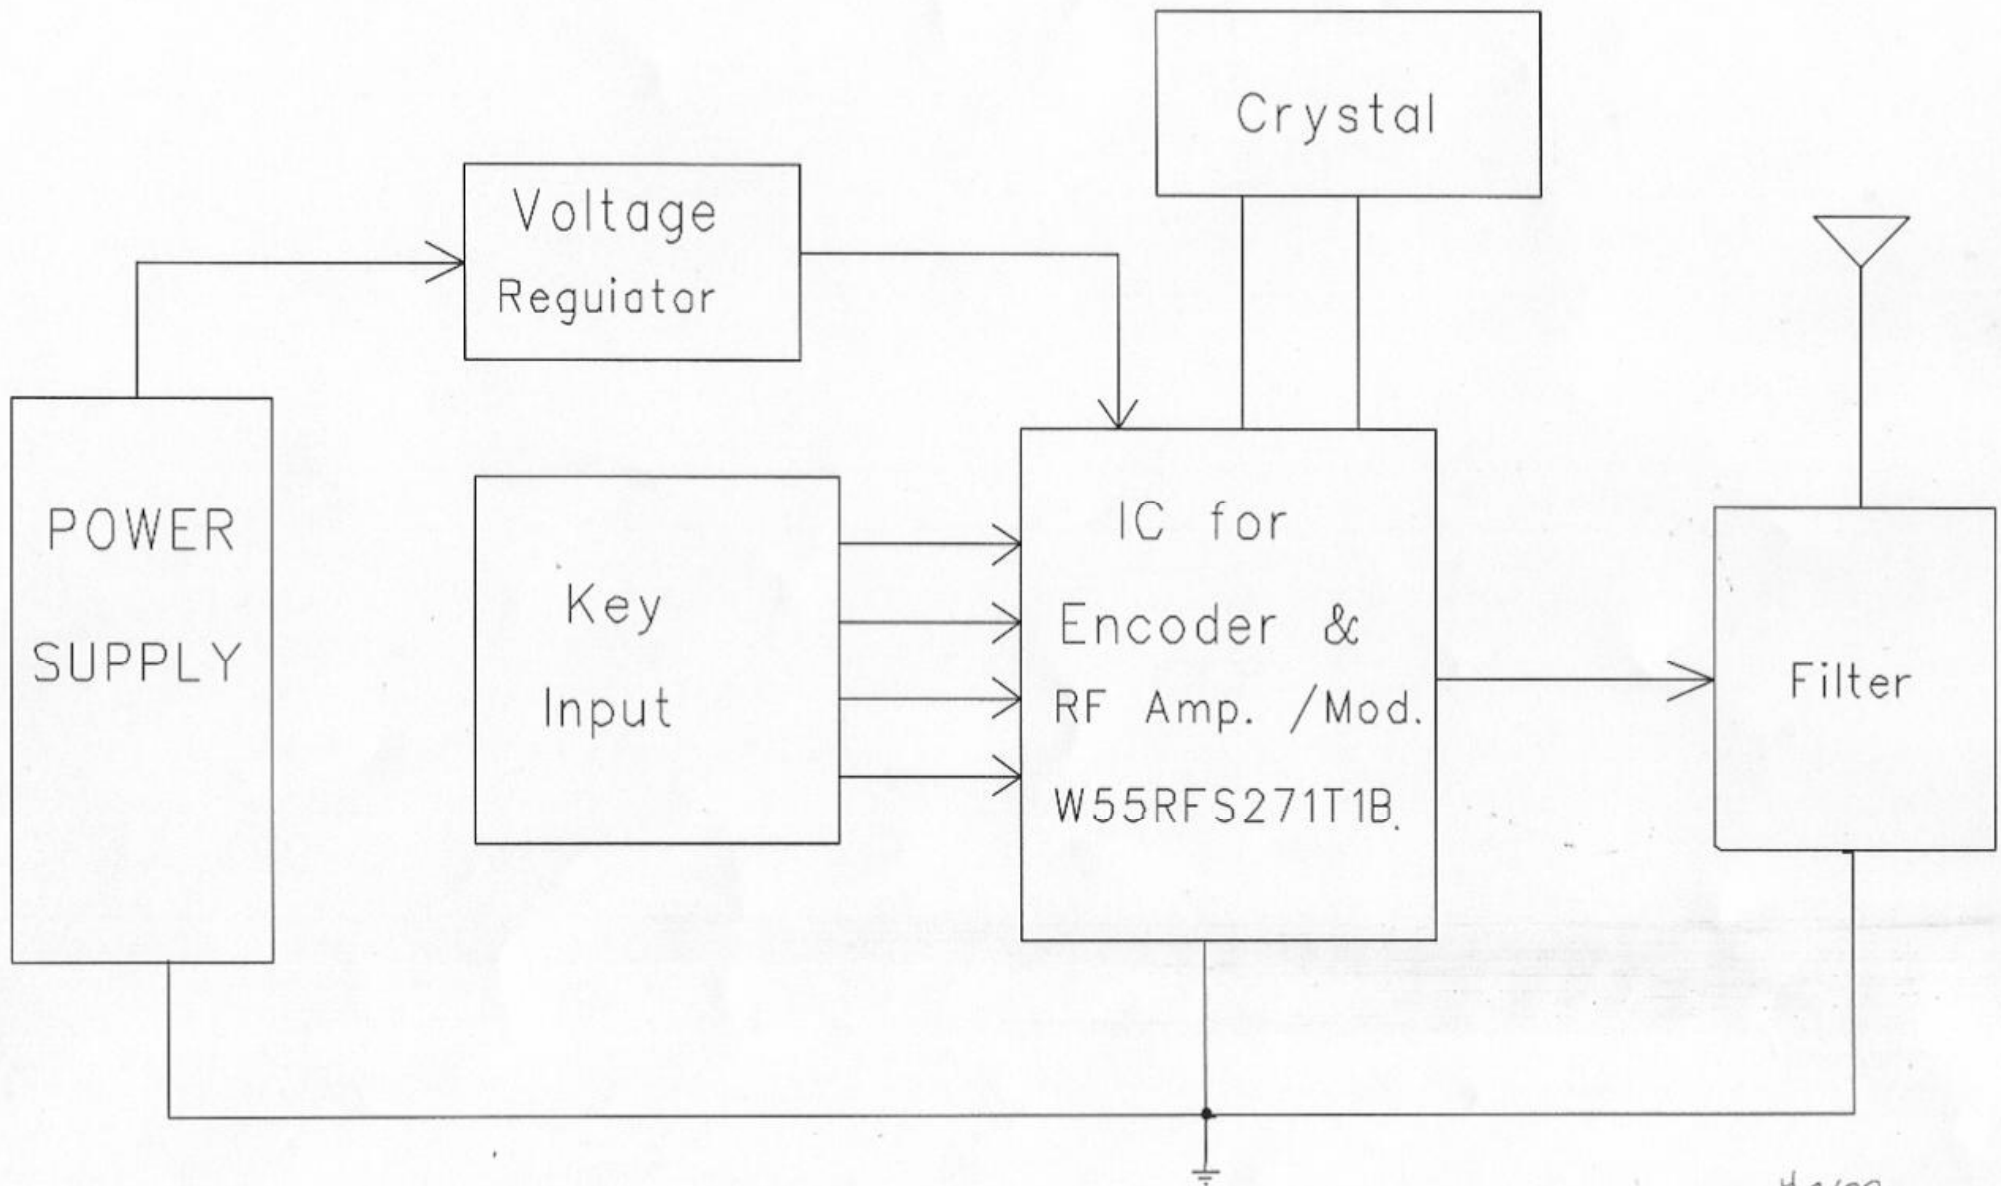 Crystal
Voltage
Reguiator
POWER
SUPPLY
Key
Input
IC for
Encoder &
RF Amp. /Mod.
W55RFS271T1B.
Filter